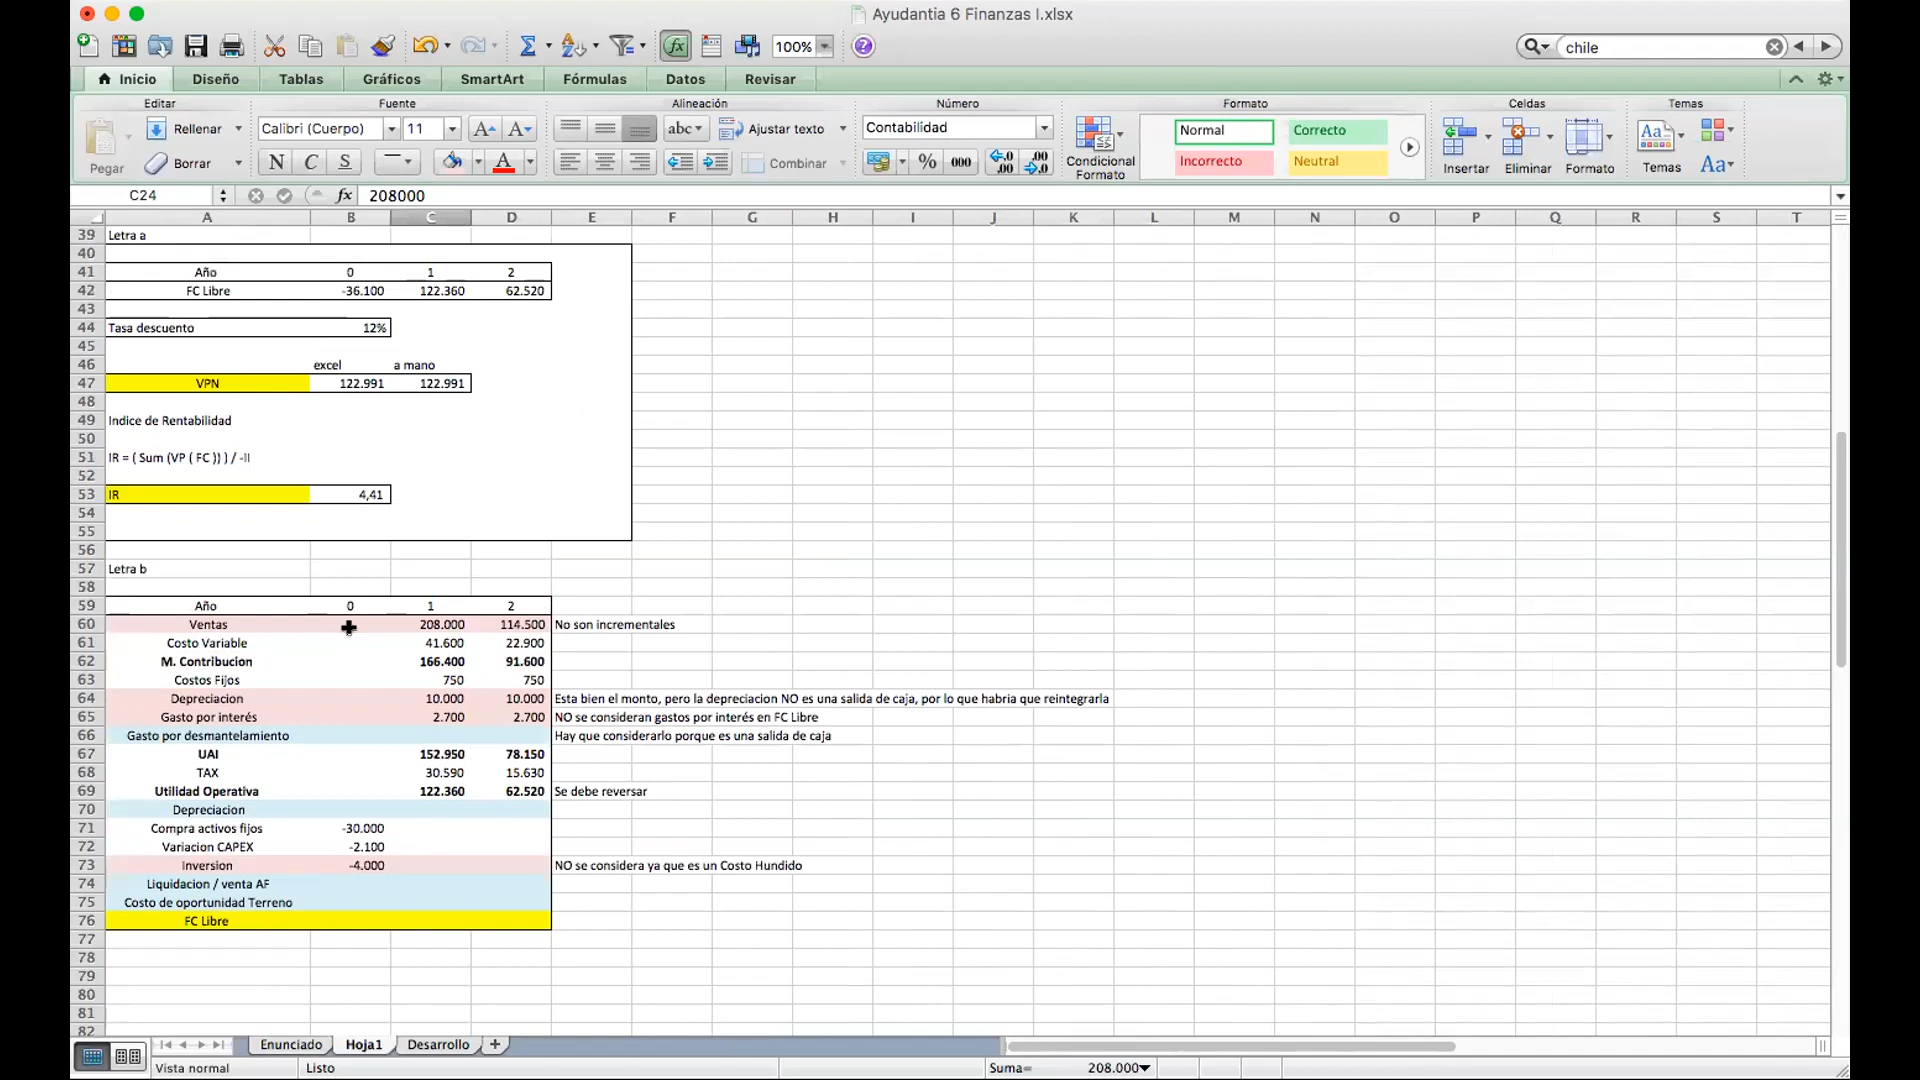 Ayudantia 6 Finanzas I.xlsx
100%
chile
Inicio Diseño Tablas Gráficos SmartArt Fórmulas Datos Revisar
Editar Fuente Alineación Número Formato Celdas Temas
Pegar Rellenar Calibri (Cuerpo) 11 A A abc Ajustar texto Contabilidad Condicional Formato Normal Correcto Insertar Eliminar Formato Temas Aa
Borrar N C S A Combinar % 000 ,0 ,00 ,00 ,0 Incorrecto Neutral
C24 fx 208000
A B C D E F G H I J K L M N O P Q R S T
39 Letra a
40
41 Año 0 1 2
42 FC Libre -36.100 122.360 62.520
43
44 Tasa descuento 12%
45
46 excel a mano
47 VPN 122.991 122.991
48
49 Indice de Rentabilidad
50
51 IR = ( Sum (VP ( FC )) ) / -II
52
53 IR 4,41
54
55
56
57 Letra b
58
59 Año 0 1 2
60 Ventas 208.000 114.500 No son incrementales
61 Costo Variable 41.600 22.900
62 M. Contribucion 166.400 91.600
63 Costos Fijos 750 750
64 Depreciacion 10.000 10.000 Esta bien el monto, pero la depreciacion NO es una salida de caja, por lo que habria que reintegrarla
65 Gasto por interés 2.700 2.700 NO se consideran gastos por interés en FC Libre
66 Gasto por desmantelamiento Hay que considerarlo porque es una salida de caja
67 UAI 152.950 78.150
68 TAX 30.590 15.630
69 Utilidad Operativa 122.360 62.520 Se debe reversar
70 Depreciacion
71 Compra activos fijos -30.000
72 Variacion CAPEX -2.100
73 Inversion -4.000 NO se considera ya que es un Costo Hundido
74 Liquidacion / venta AF
75 Costo de oportunidad Terreno
76 FC Libre
77
78
79
80
81
82
Enunciado Hoja1 Desarrollo
Vista normal Listo Suma= 208.000